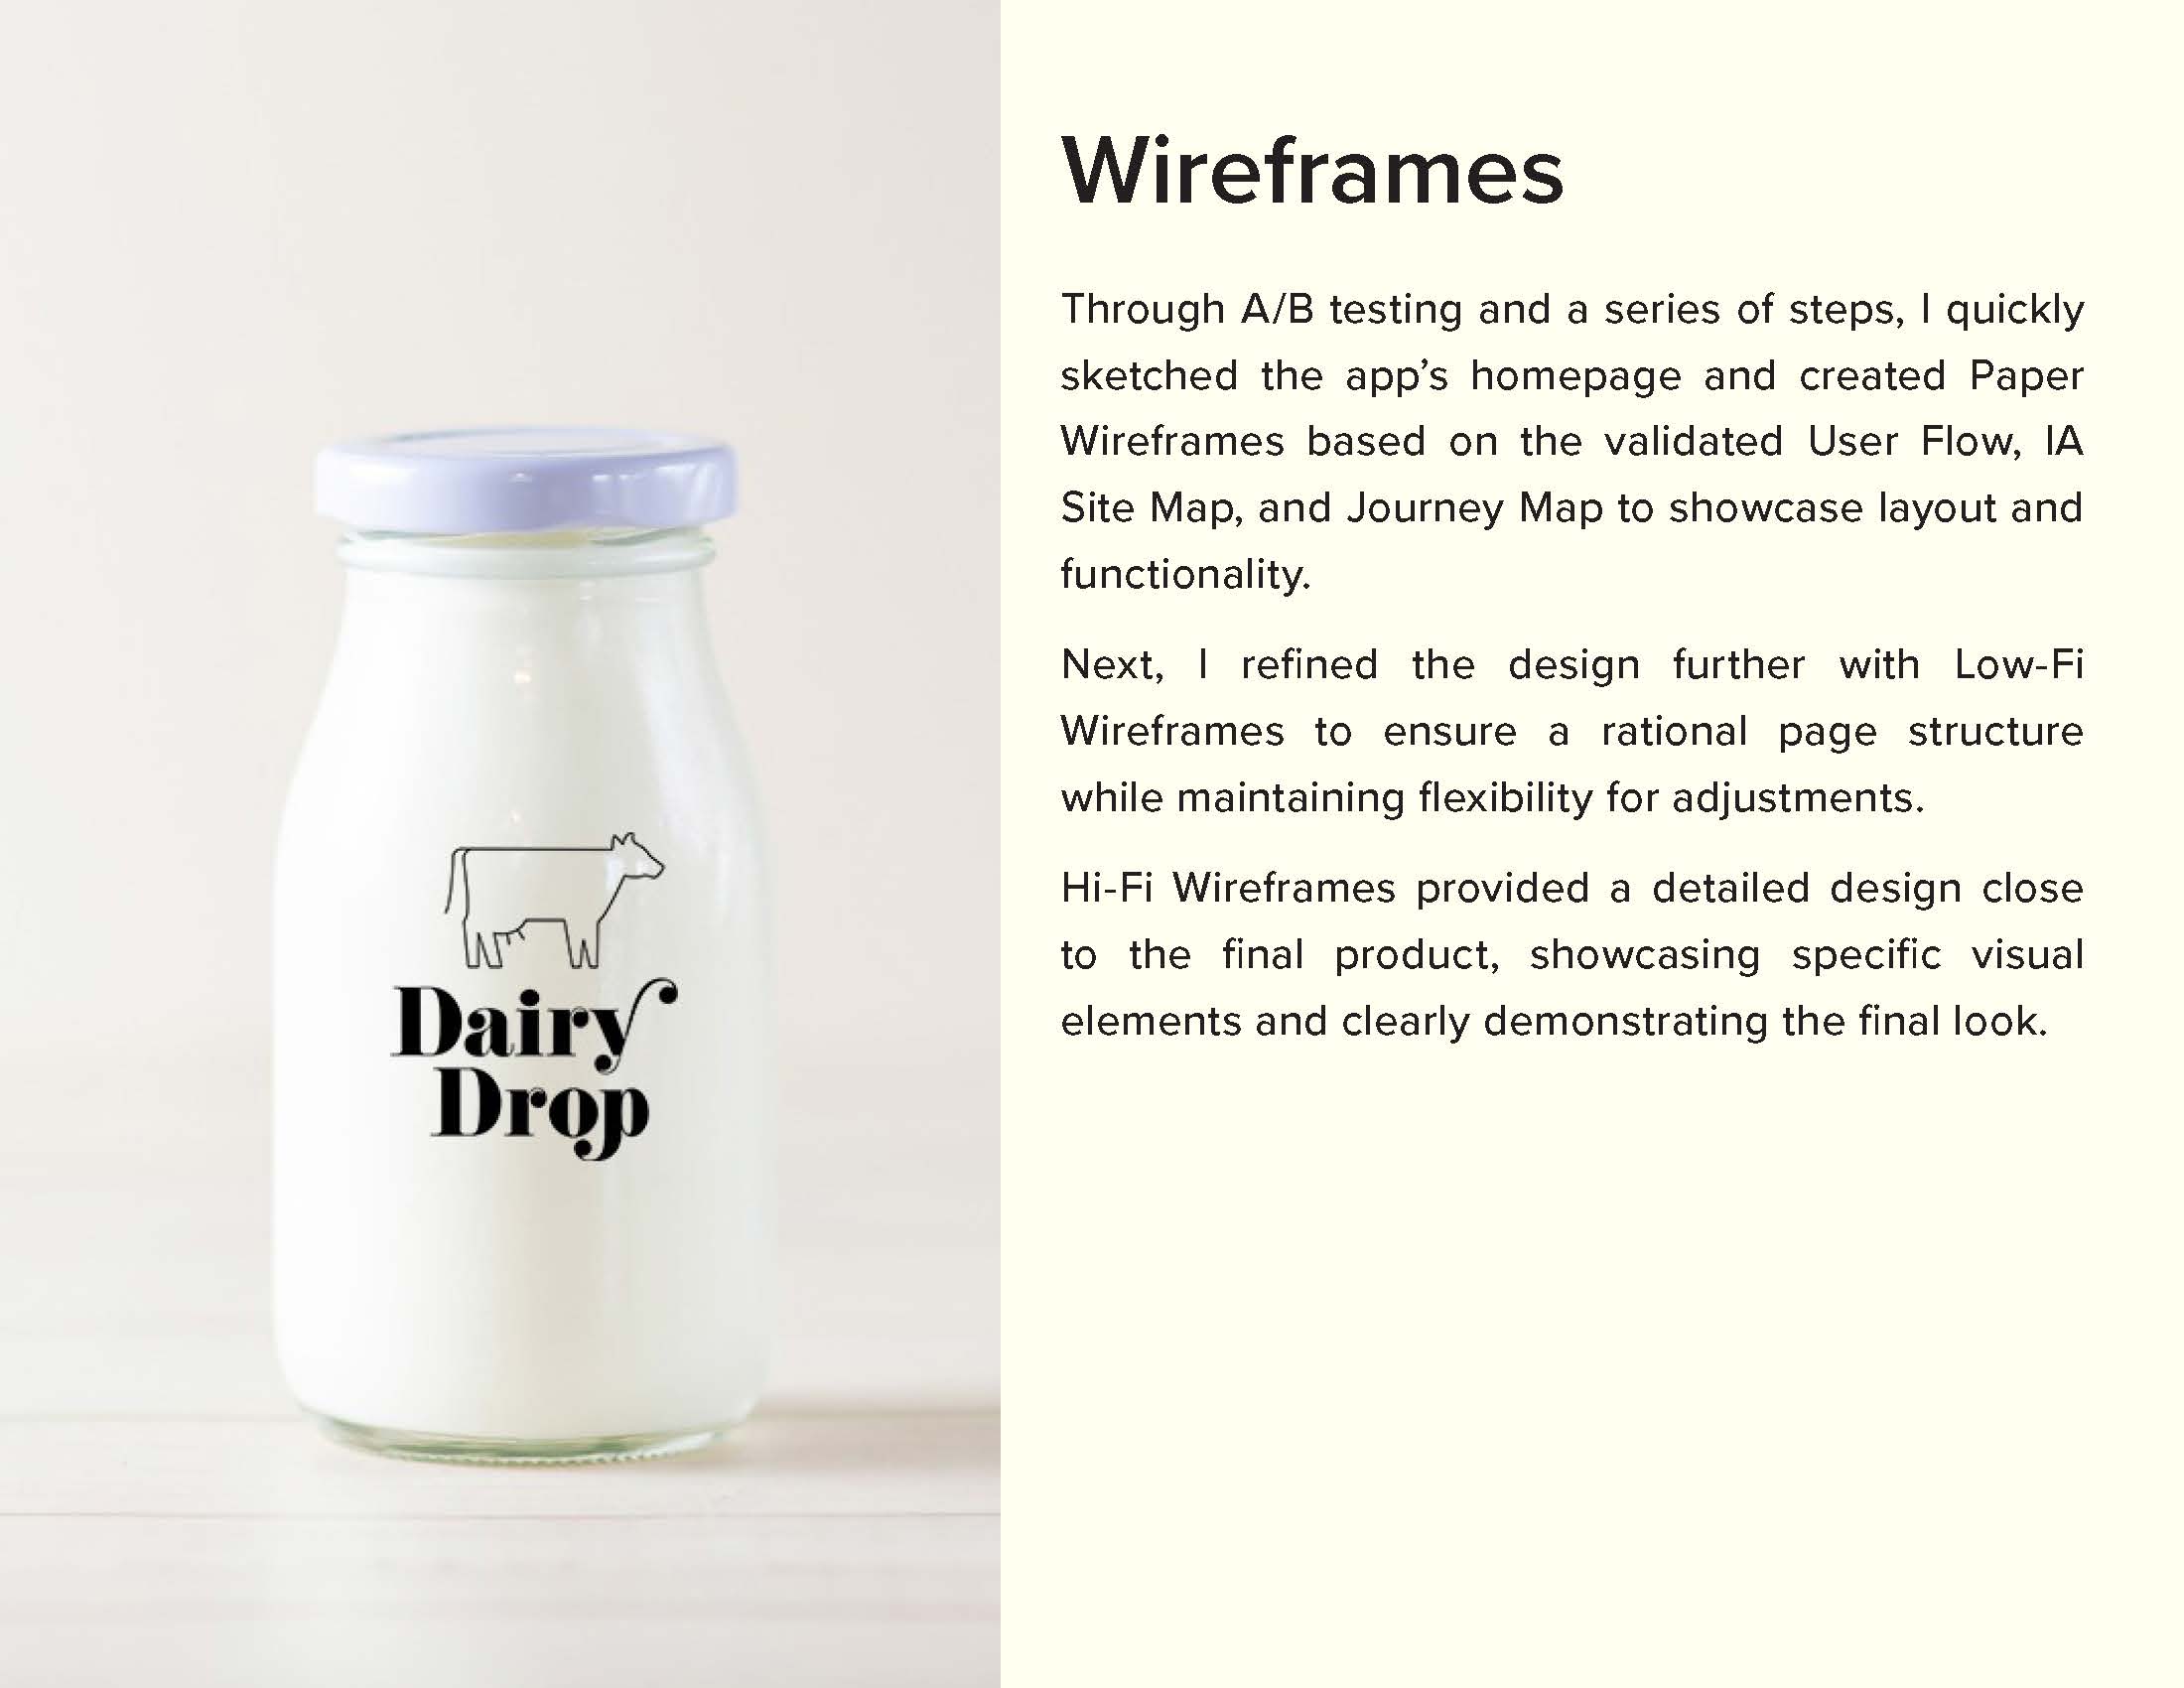 Dairy
Drop
Wireframes
Through A/B testing and a series of steps, I quickly
sketched the app’s homepage and created Paper
Wireframes based on the validated User Flow, IA
Site Map, and Journey Map to showcase layout and
functionality.
Next, I refined the design further with Low-Fi
Wireframes to ensure a rational page structure
while maintaining flexibility for adjustments.
Hi-Fi Wireframes provided a detailed design close
to the final product, showcasing specific visual
elements and clearly demonstrating the final look.